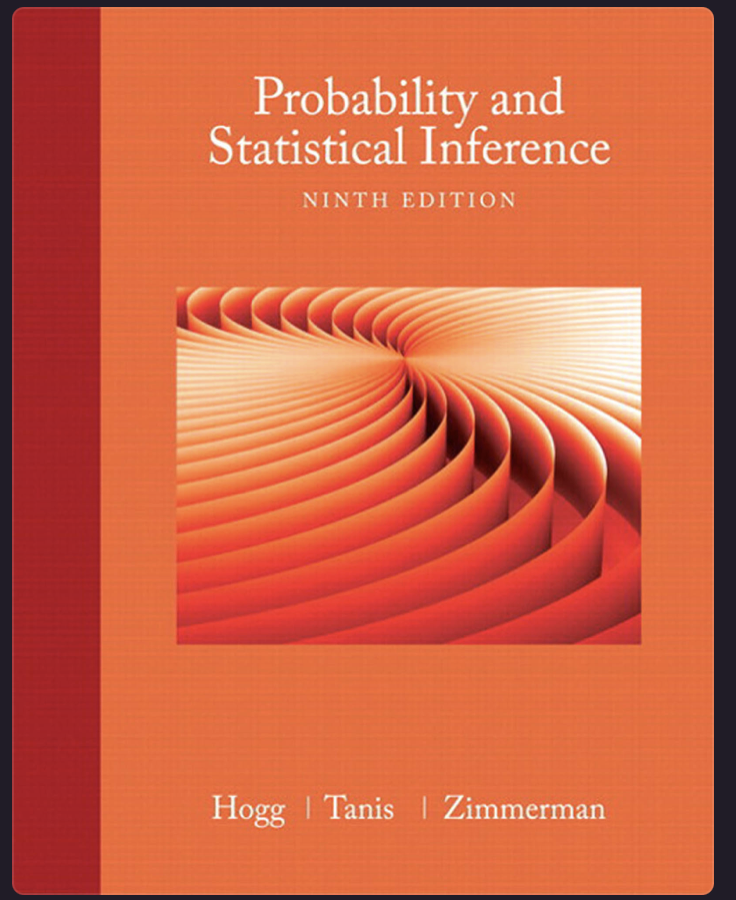 Probability and
Statistical Inference
NINTH EDITION
Hogg | Tanis | Zimmerman